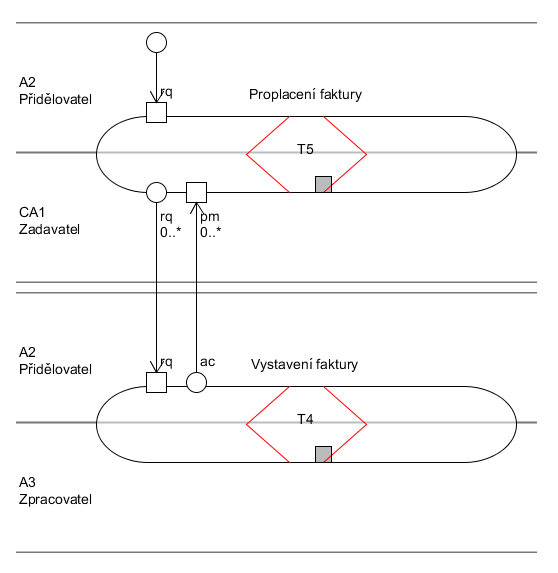 A2
Přidělovatel
rq
Proplacení faktury
T5
CA1
Zadavatel
rq
0..*
pm
0..*
A2
Přidělovatel
rq
ac
Vystavení faktury
T4
A3
Zpracovatel